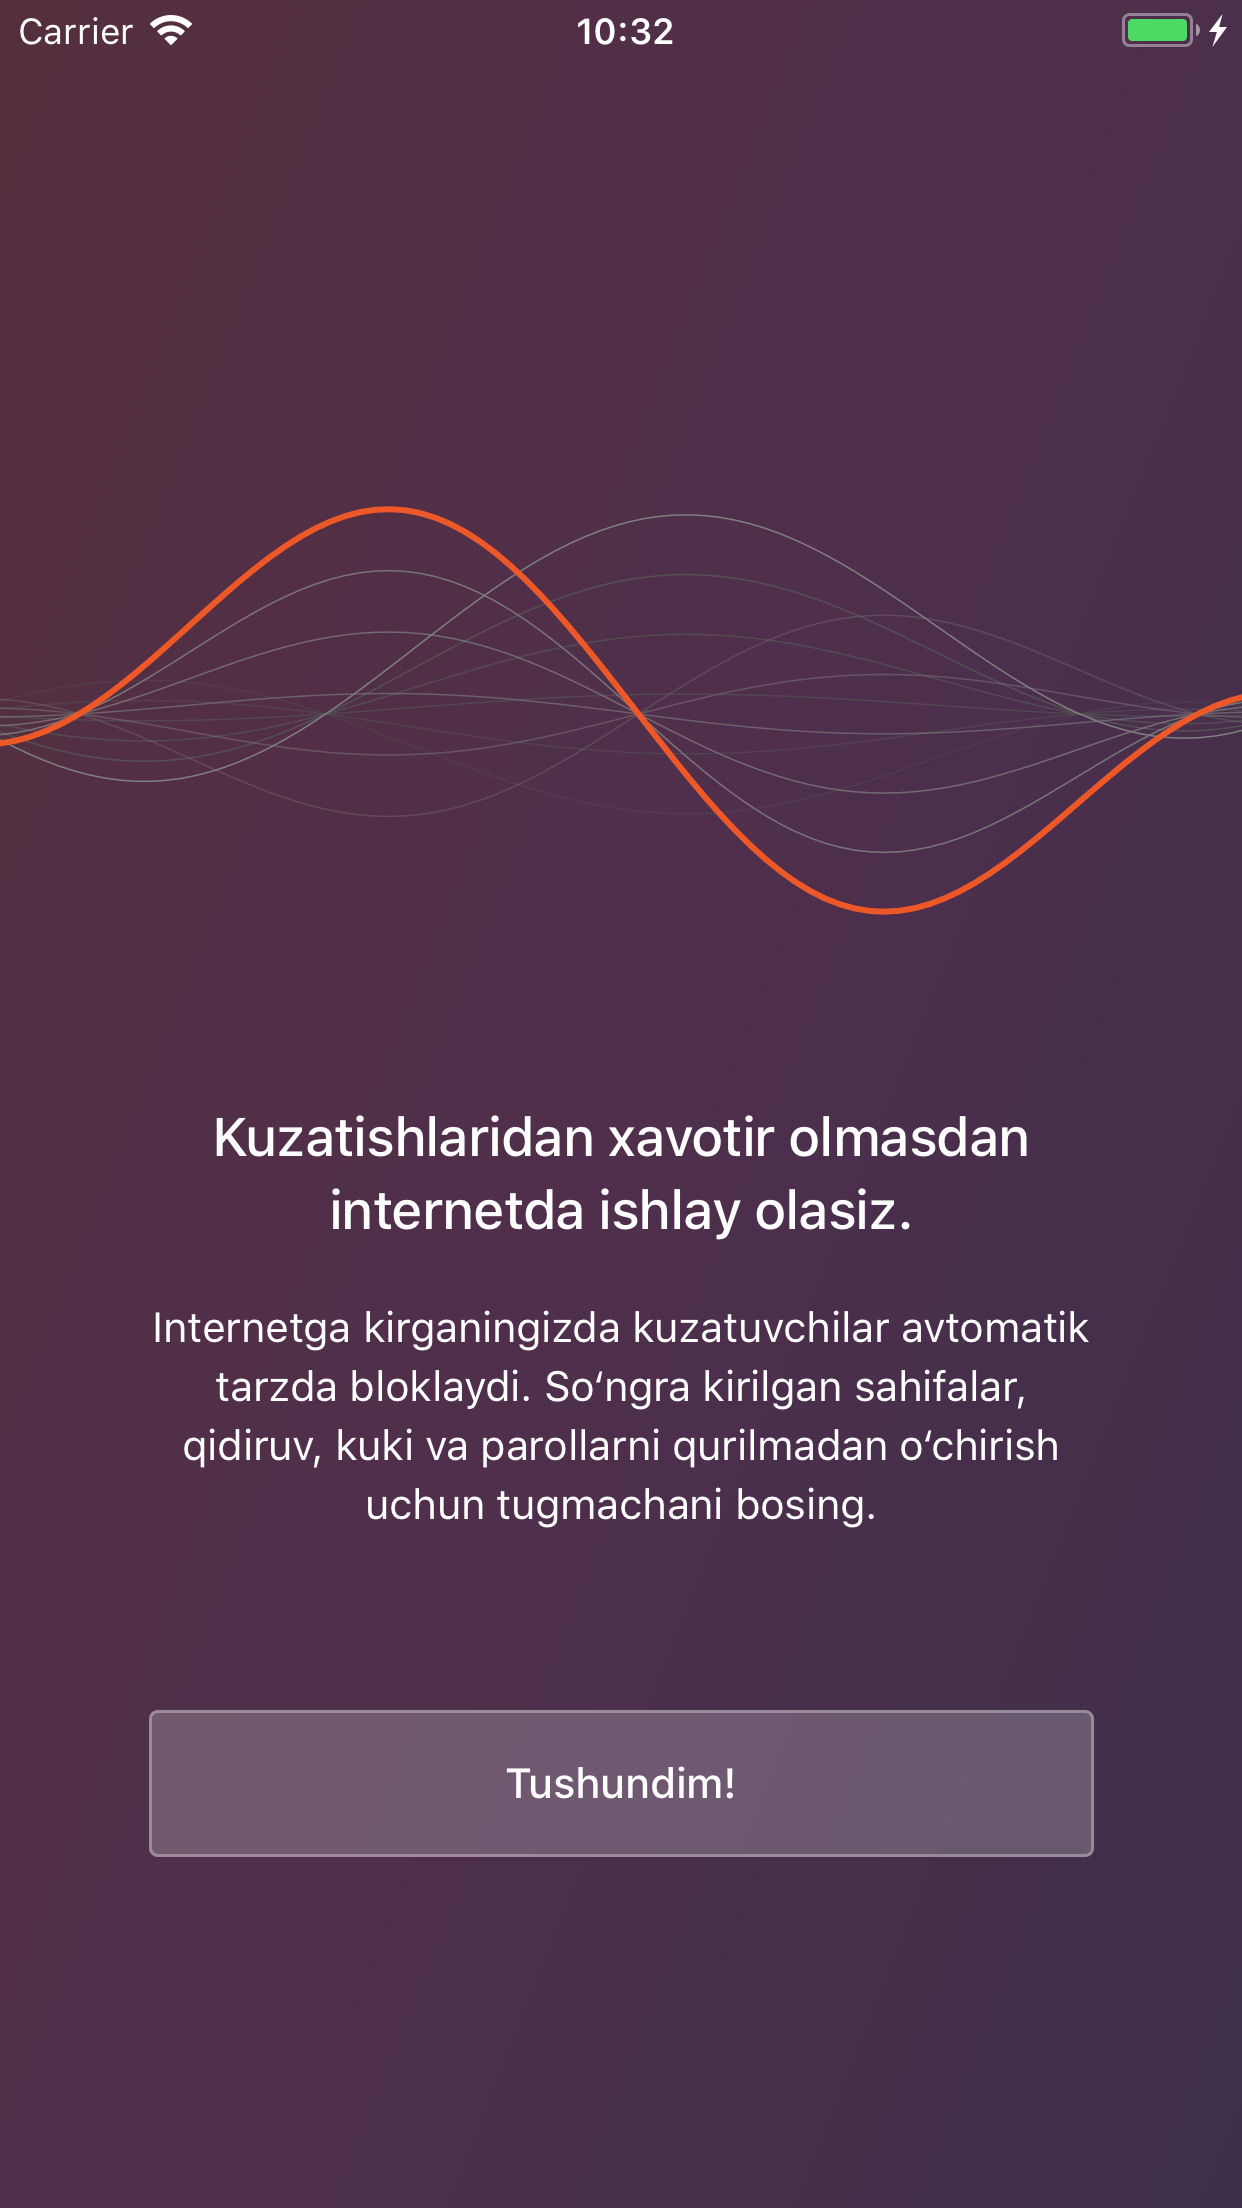 Carrier 10:32
Kuzatishlaridan xavotir olmasdan
internetda ishlay olasiz.
Internetga kirganingizda kuzatuvchilar avtomatik
tarzda bloklaydi. So‘ngra kirilgan sahifalar,
qidiruv, kuki va parollarni qurilmadan o‘chirish
uchun tugmachani bosing.
Tushundim!